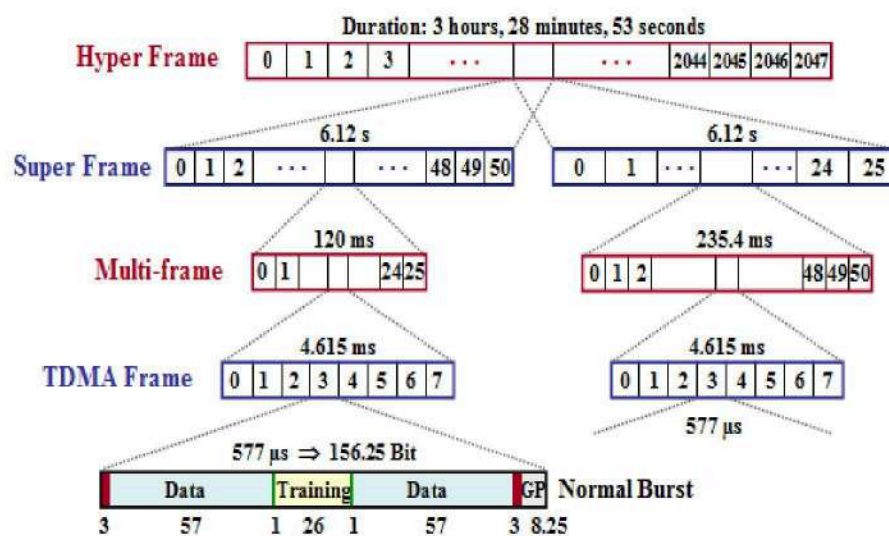 Duration: 3 hours, 28 minutes, 53 seconds
Hyper Frame 0 1 2 3 ... ... 2044 2045 2046 2047
6.12 s 6.12 s
Super Frame 0 1 2 ... ... 48 49 50 0 1 ... ... 24 25
120 ms 235.4 ms
Multi-frame 0 1 24 25 0 1 2 48 49 50
4.615 ms 4.615 ms
TDMA Frame 0 1 2 3 4 5 6 7 0 1 2 3 4 5 6 7
577 μs
577 μs ⇒ 156.25 Bit
Data Training Data GP Normal Burst
3 57 1 26 1 57 3 8.25